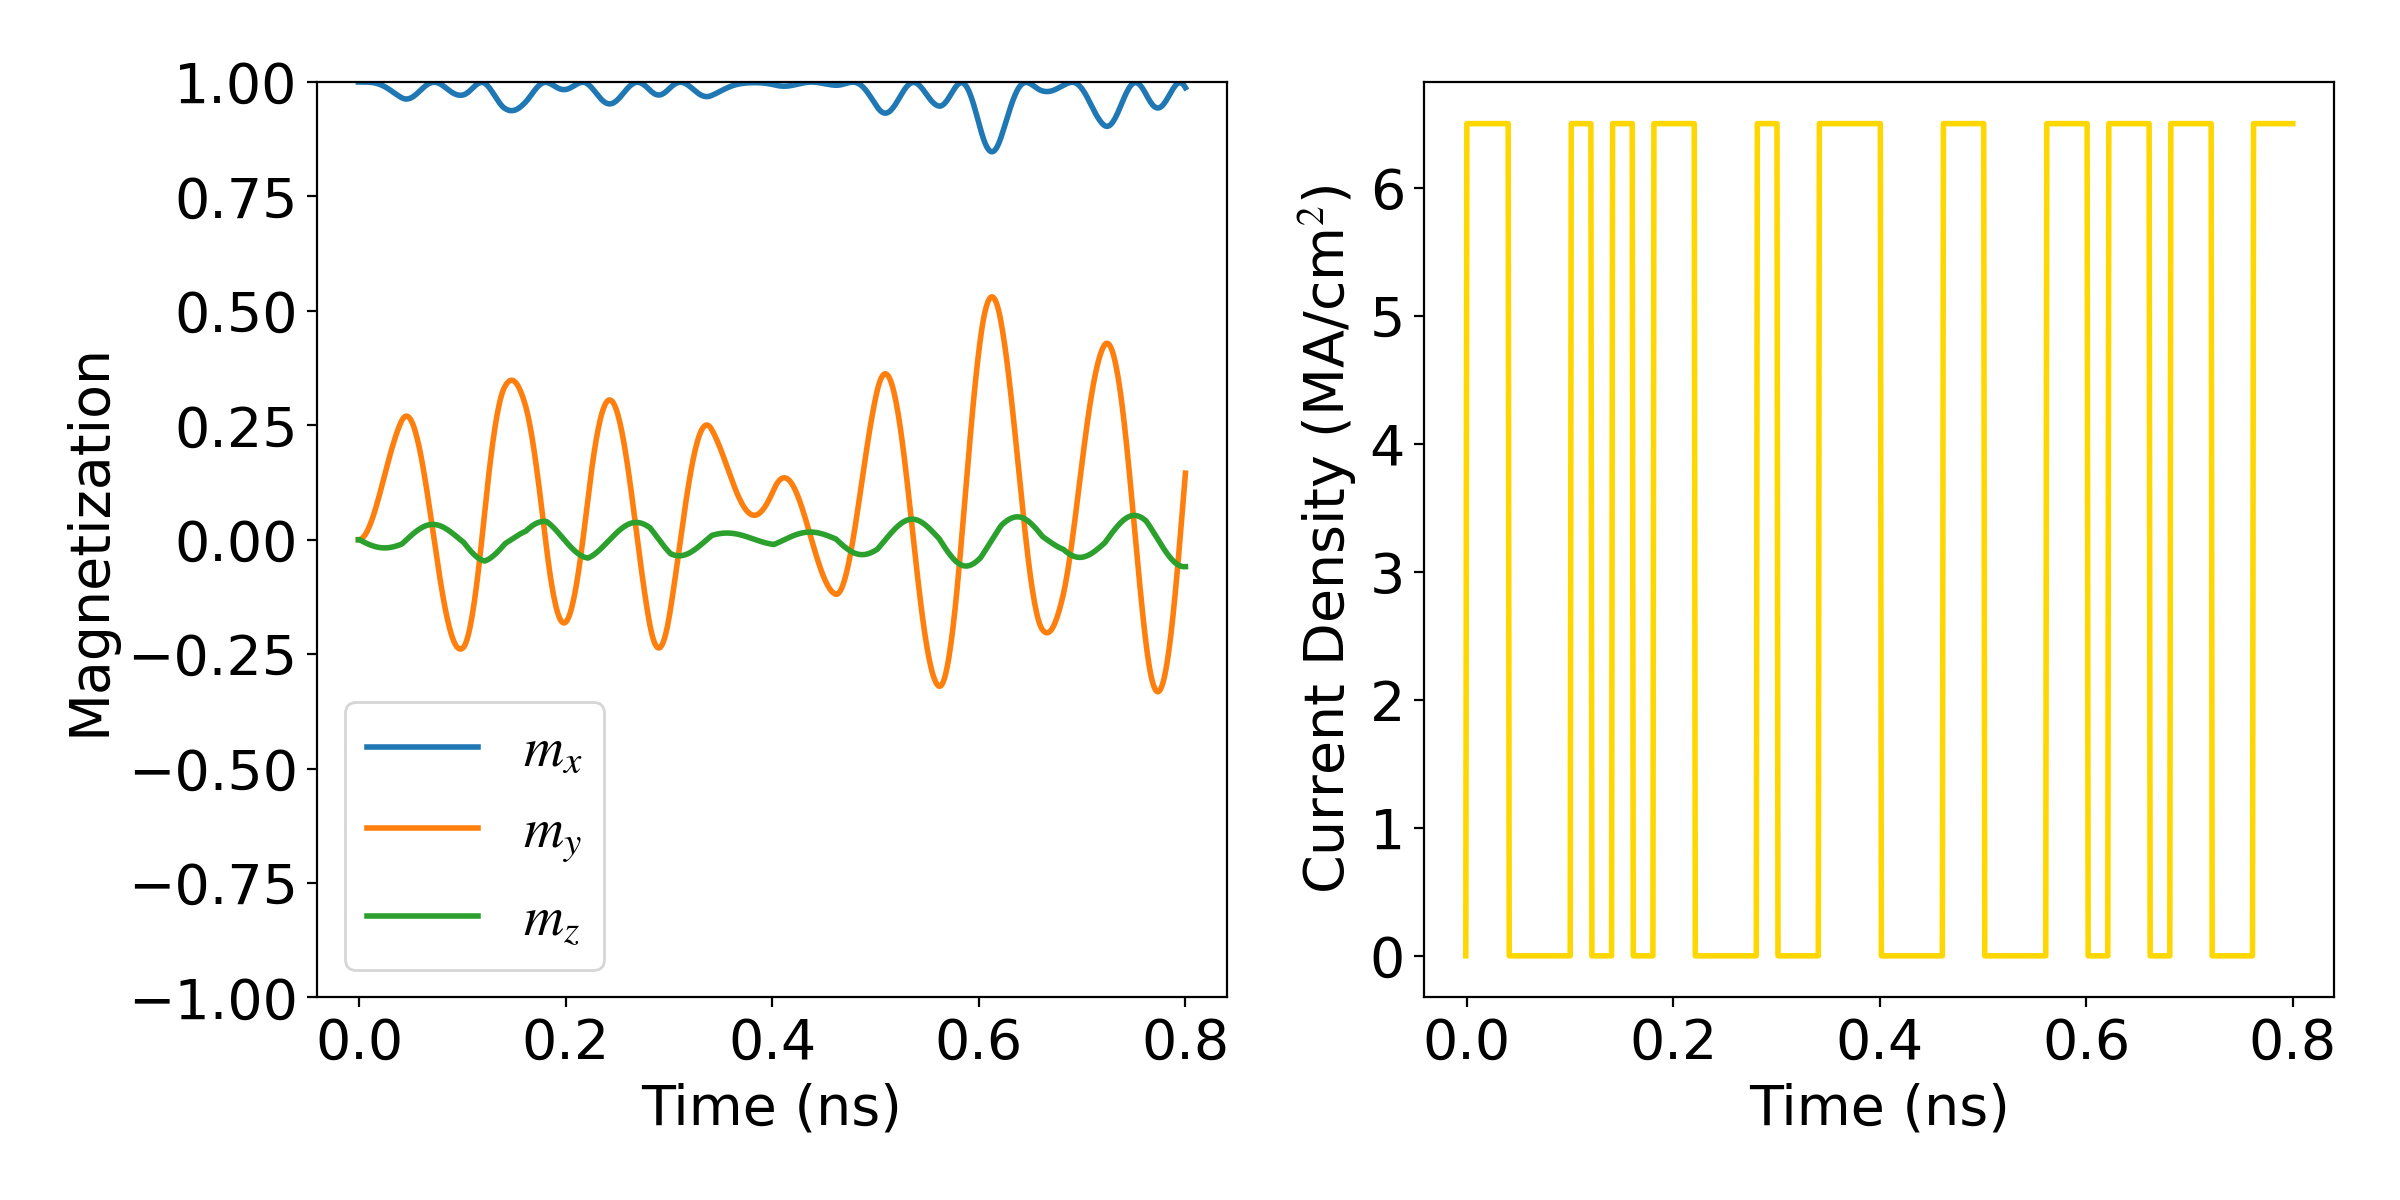 1.00
0.75
0.50
0.25
0.00
−0.25
−0.50
−0.75
−1.00
Magnetization
m_x
m_y
m_z
0.0 0.2 0.4 0.6 0.8
Time (ns)
6
5
4
3
2
1
0
Current Density (MA/cm²)
0.0 0.2 0.4 0.6 0.8
Time (ns)